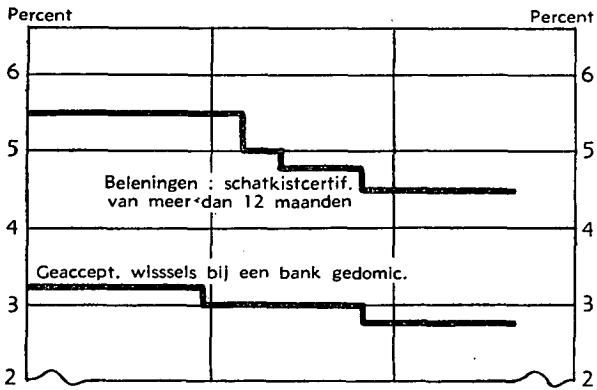 Percent Percent
6 6
5 5
Beleningen : schatkistcertif.
van meer dan 12 maanden
4 4
Geaccept. wisssels bij een bank gedomic.
3 3
2 2